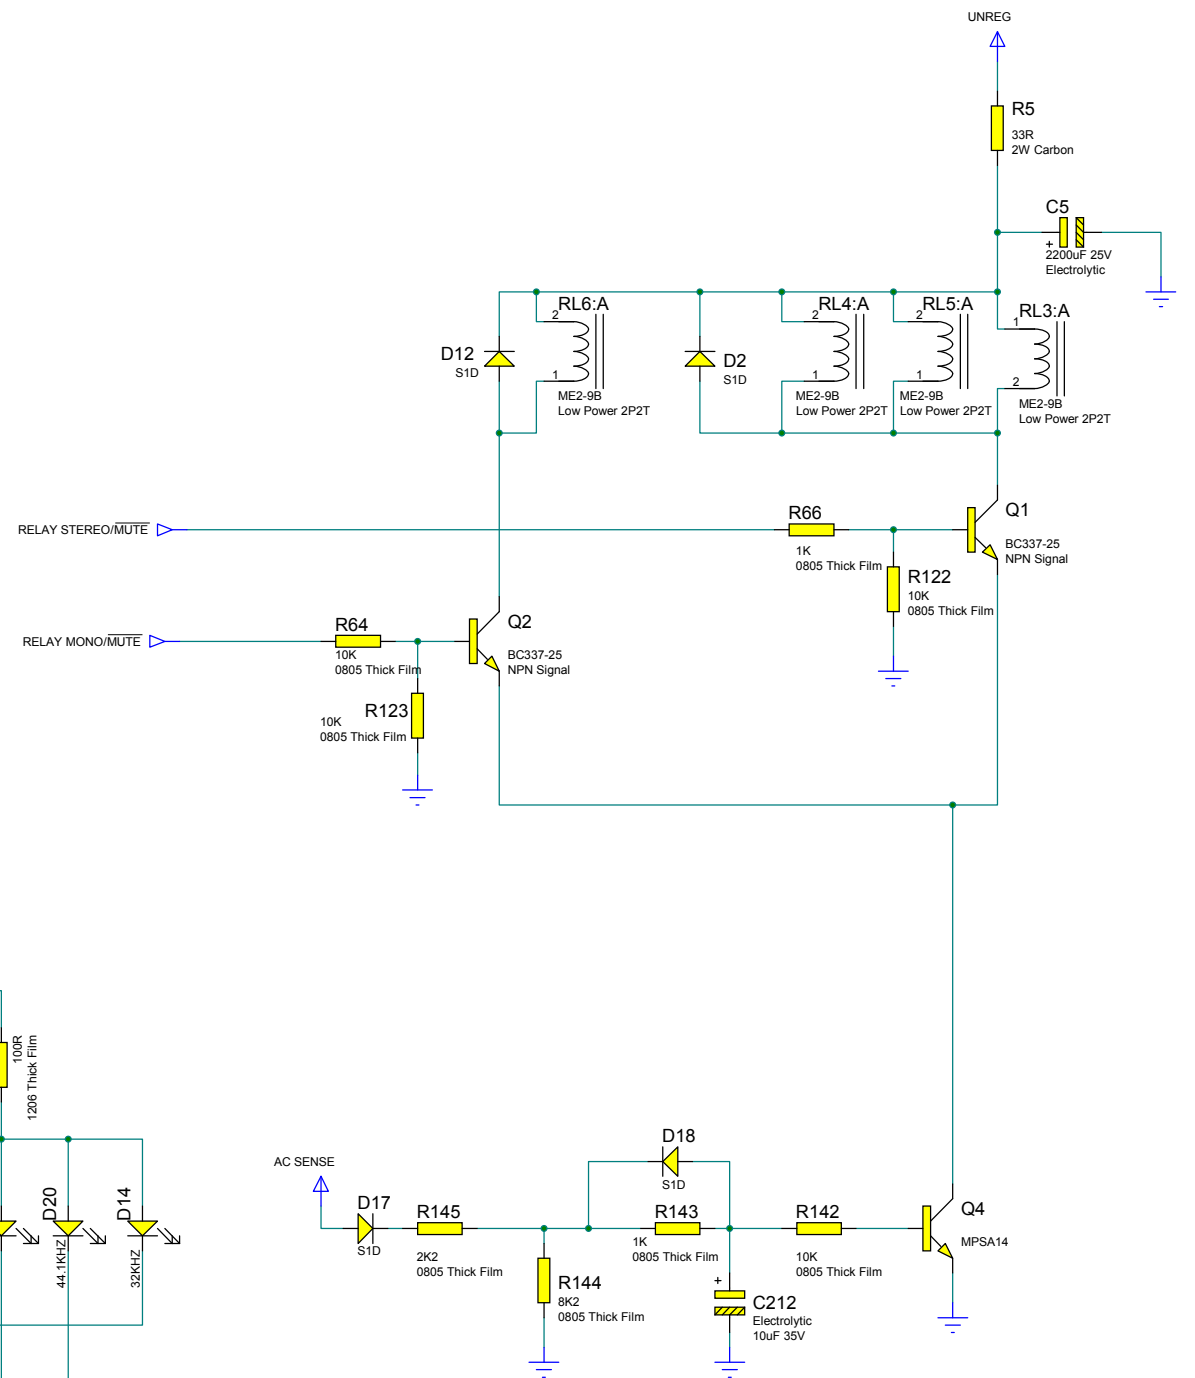 UNREG
R5
33R
2W Carbon
C5
+
2200uF 25V
Electrolytic
RL6:A
2
1
ME2-9B
Low Power 2P2T
D12
S1D
D2
S1D
RL4:A
2
1
ME2-9B
Low Power 2P2T
RL5:A
2
1
ME2-9B
Low Power 2P2T
RL3:A
1
2
ME2-9B
Low Power 2P2T
RELAY STEREO/MUTE
R66
1K
0805 Thick Film
Q1
BC337-25
NPN Signal
R122
10K
0805 Thick Film
RELAY MONO/MUTE
R64
10K
0805 Thick Film
Q2
BC337-25
NPN Signal
R123
10K
0805 Thick Film
100R
1206 Thick Film
D20
44.1KHZ
D14
32KHZ
AC SENSE
D17
S1D
R145
2K2
0805 Thick Film
R144
8K2
0805 Thick Film
D18
S1D
R143
1K
0805 Thick Film
+
C212
Electrolytic
10uF 35V
R142
10K
0805 Thick Film
Q4
MPSA14